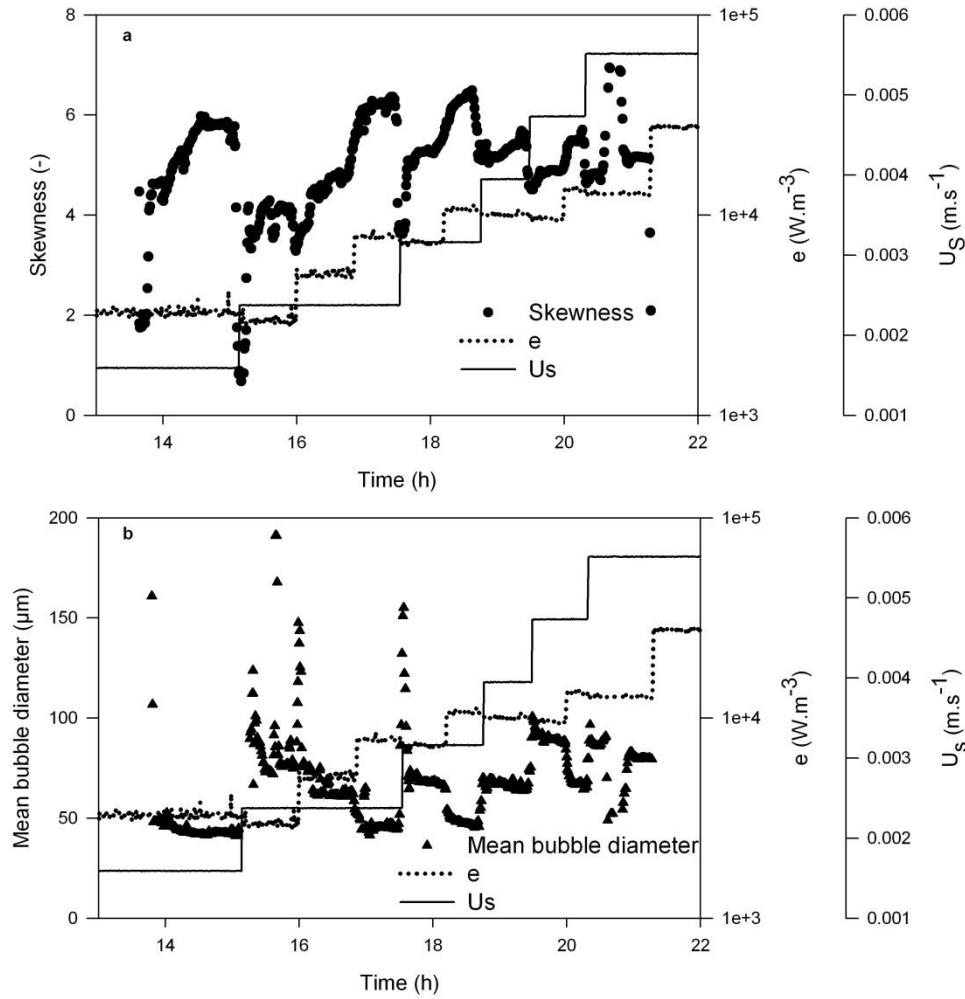 a
8
6
4
2
0
Skewness (-)
14
16
18
20
22
Time (h)
Skewness
e
Us
1e+5
1e+4
1e+3
e (W.m-3)
0.006
0.005
0.004
0.003
0.002
0.001
US (m.s-1)
b
200
150
100
50
0
Mean bubble diameter (µm)
14
16
18
20
22
Time (h)
Mean bubble diameter
e
Us
1e+5
1e+4
1e+3
e (W.m-3)
0.006
0.005
0.004
0.003
0.002
0.001
Us (m.s-1)